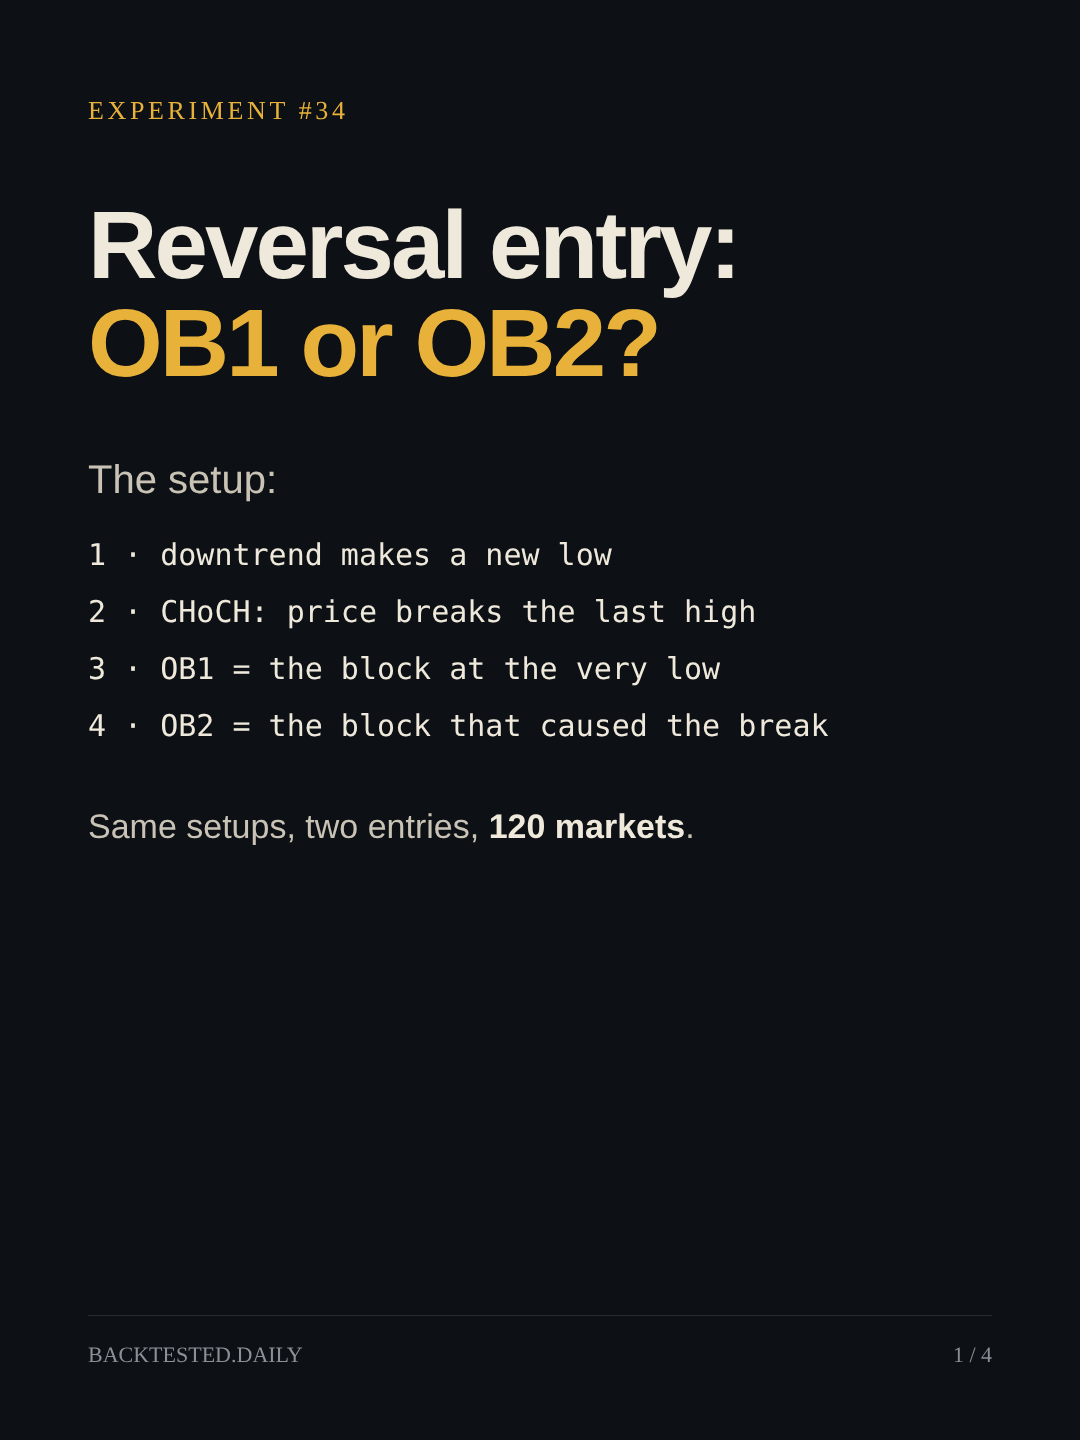 EXPERIMENT #34
Reversal entry:
OB1 or OB2?
The setup:
1 · downtrend makes a new low
2 · CHoCH: price breaks the last high
3 · OB1 = the block at the very low
4 · OB2 = the block that caused the break
Same setups, two entries, 120 markets.
BACKTESTED.DAILY
1 / 4